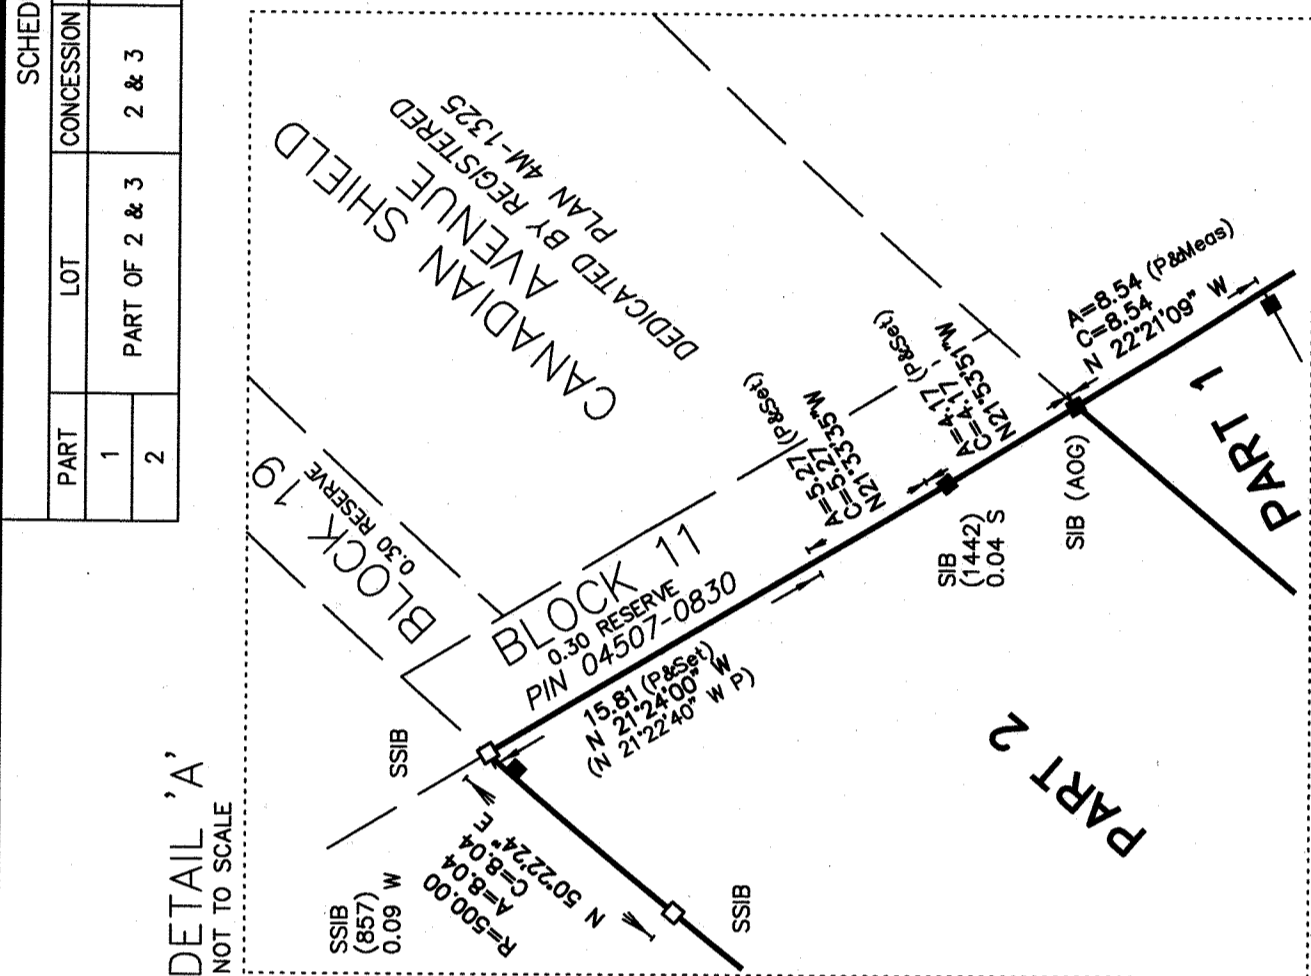 SCHED
PART
LOT
CONCESSION
1
2
PART OF 2 & 3
2 & 3
DETAIL 'A'
NOT TO SCALE
CANADIAN SHIELD
AVENUE
DEDICATED BY REGISTERED
PLAN 4M-1325
BLOCK 19
0.30 RESERVE
BLOCK 11
0.30 RESERVE
PIN 04507-0830
A=8.54 (P&Meas)
C=8.54
N 22°21'09" W
A=4.17 (P&Set)
C=4.17
N21°53'51"W
A=5.27 (P&Set)
C=5.27
N21°33'35"W
15.81 (P&Set)
N 21°24'00" W
(N 21°22'40" W P)
SIB (AOG)
SIB
(1442)
0.04 S
SSIB
SSIB
(857)
0.09 W
R=500.00
A=8.04
C=8.04
N 50°22'24" E
SSIB
PART 1
PART 2